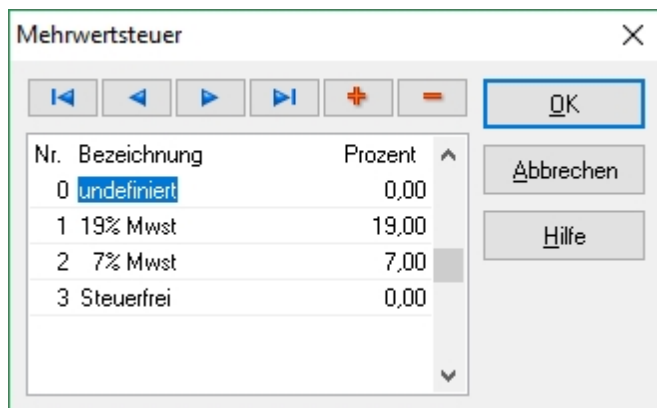 Mehrwertsteuer
OK
Nr. Bezeichnung Prozent
Abbrechen
0 undefiniert 0,00
1 19% Mwst 19,00
Hilfe
2 7% Mwst 7,00
3 Steuerfrei 0,00